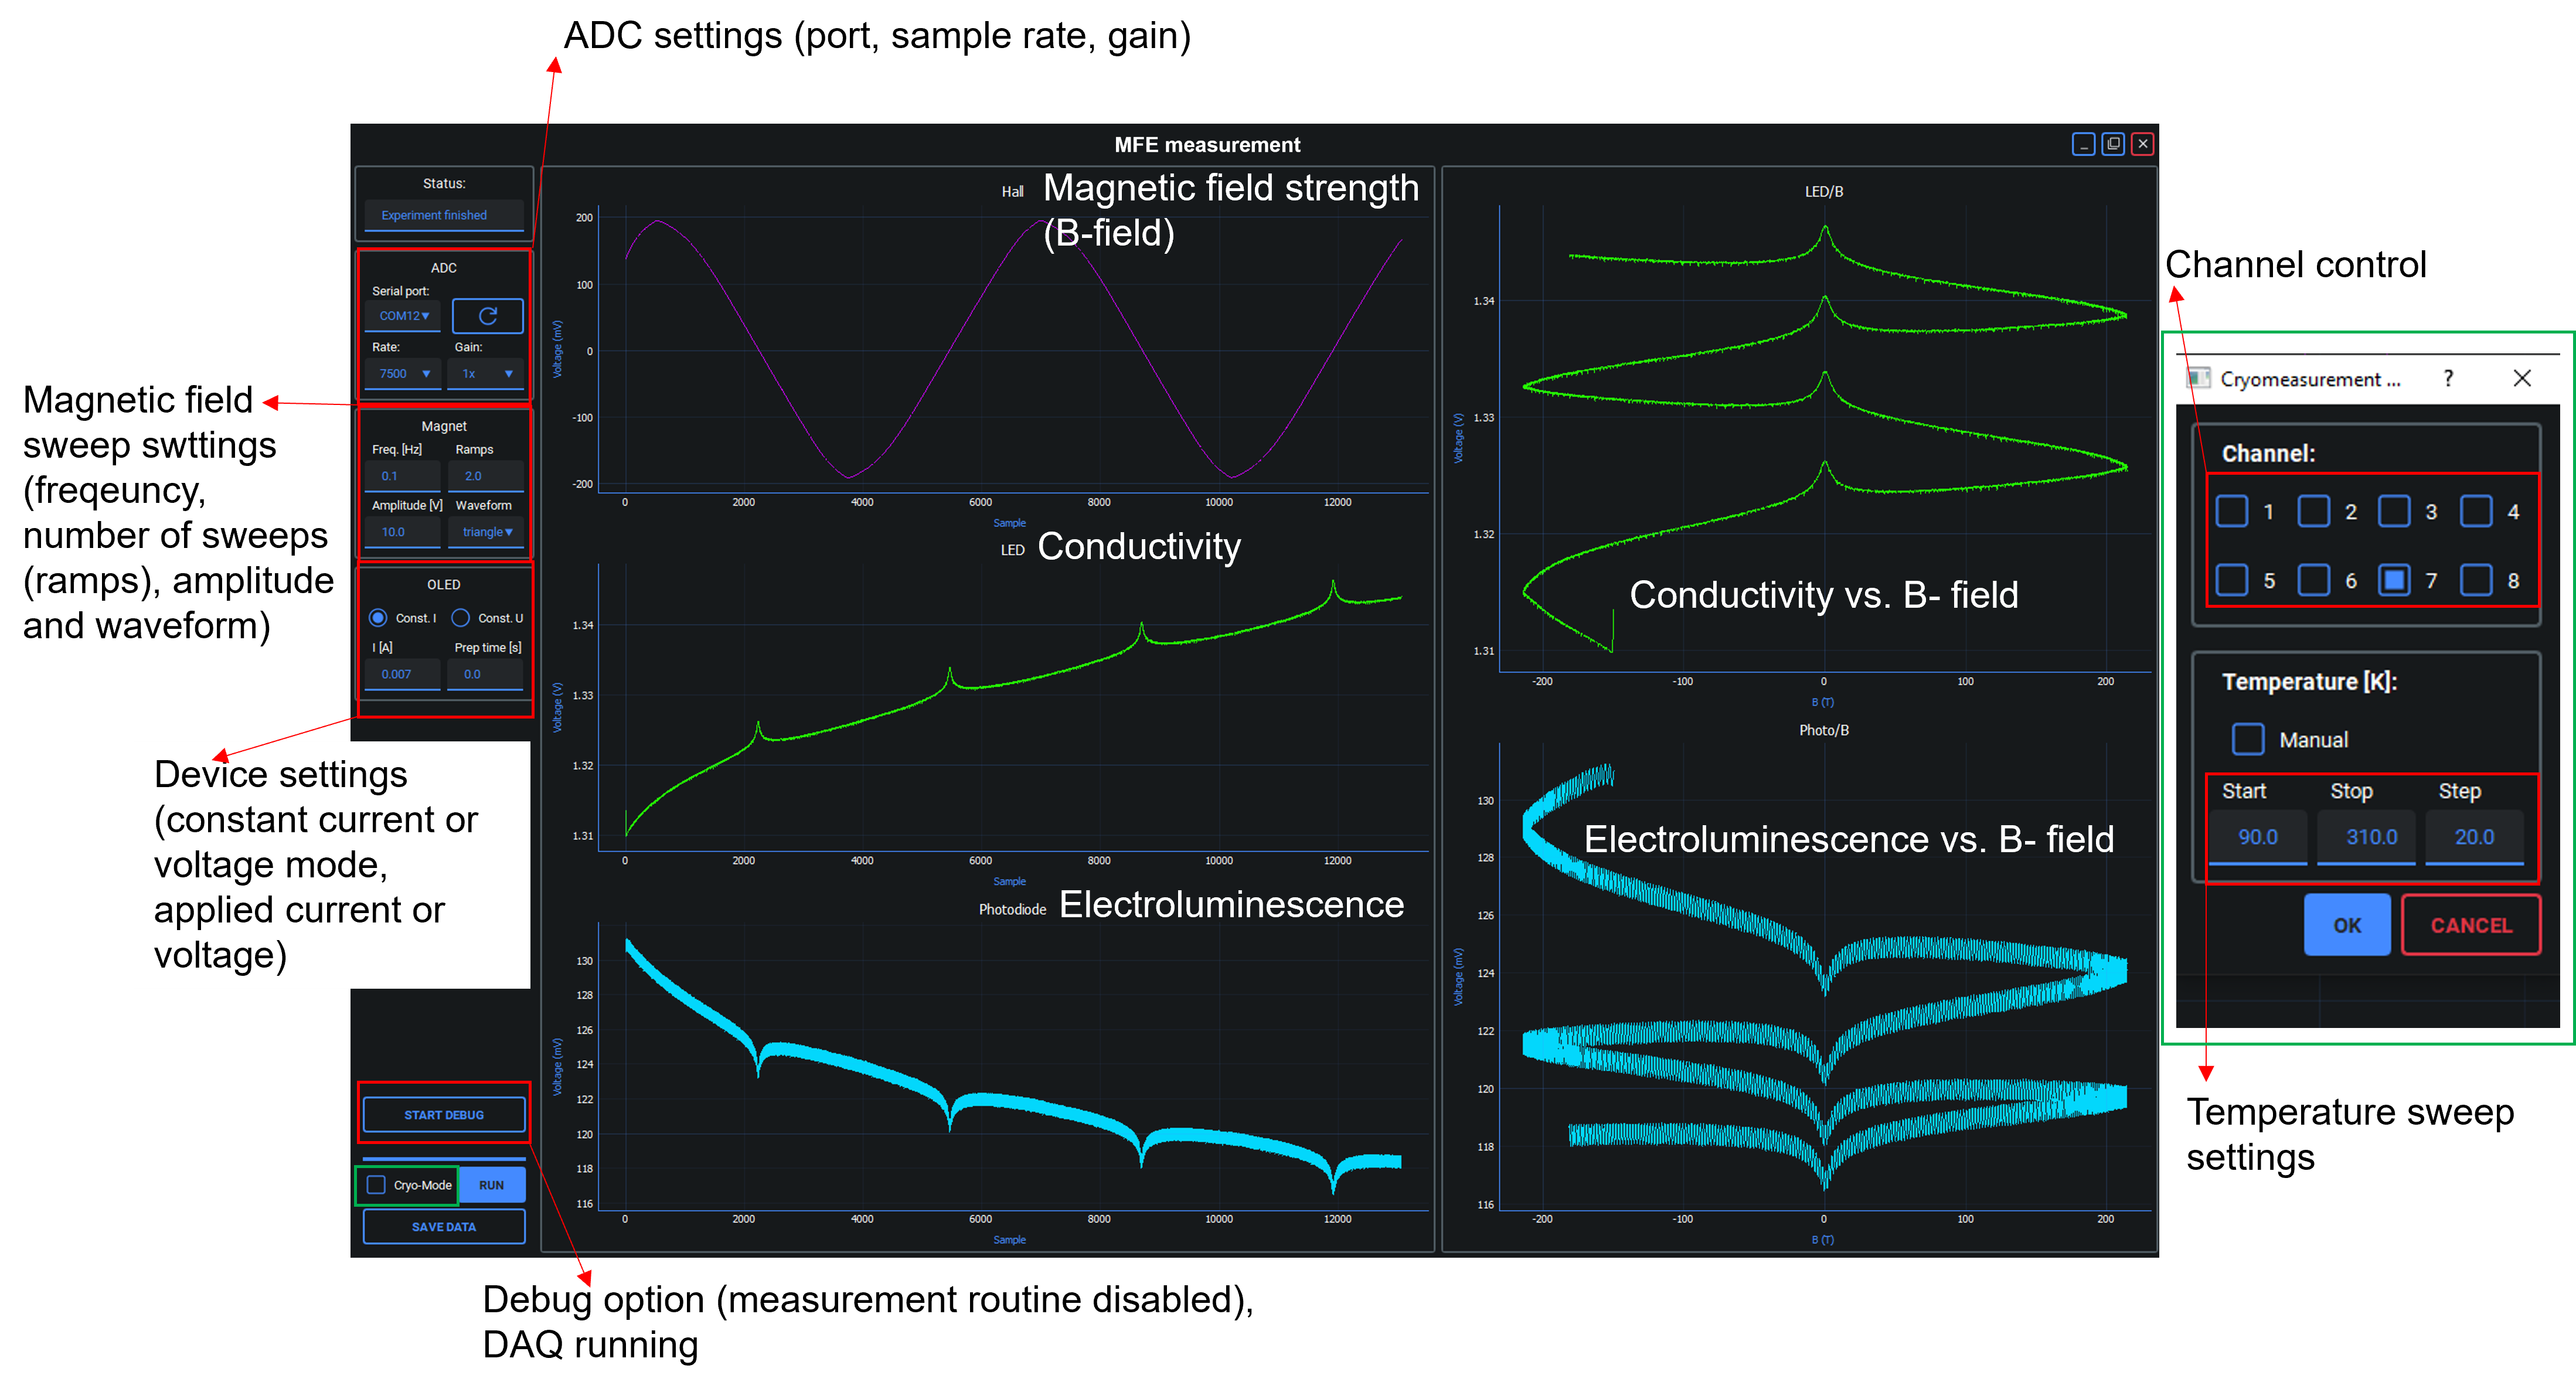 ADC settings (port, sample rate, gain)
MFE measurement
Status:
Experiment finished
ADC
Serial port:
COM12
Rate:
Gain:
7500
1x
Magnet
Freq. [Hz]
Ramps
0.1
2.0
Amplitude [V]
Waveform
10.0
triangle
OLED
Const. I
Const. U
I [A]
Prep time [s]
0.007
0.0
START DEBUG
Cryo-Mode
RUN
SAVE DATA
Magnetic field
sweep swttings
(freqeuncy,
number of sweeps
(ramps), amplitude
and waveform)
Device settings
(constant current or
voltage mode,
applied current or
voltage)
Hall
Magnetic field strength
(B-field)
Voltage (mV)
200
100
0
-100
-200
0 2000 4000 6000 8000 10000 12000
Sample
LED
Conductivity
Voltage (V)
1.34
1.33
1.32
1.31
0 2000 4000 6000 8000 10000 12000
Sample
Photodiode
Electroluminescence
Voltage (mV)
130
128
126
124
122
120
118
116
0 2000 4000 6000 8000 10000 12000
Sample
LED/B
Voltage (V)
1.34
1.33
1.32
1.31
Conductivity vs. B- field
-200 -100 0 100 200
B (T)
Photo/B
Voltage (mV)
130
128
126
124
122
120
118
116
Electroluminescence vs. B- field
-200 -100 0 100 200
B (T)
Channel control
Cryomeasurement ...
?
Channel:
1 2 3 4
5 6 7 8
Temperature [K]:
Manual
Start Stop Step
90.0 310.0 20.0
OK
CANCEL
Temperature sweep
settings
Debug option (measurement routine disabled),
DAQ running